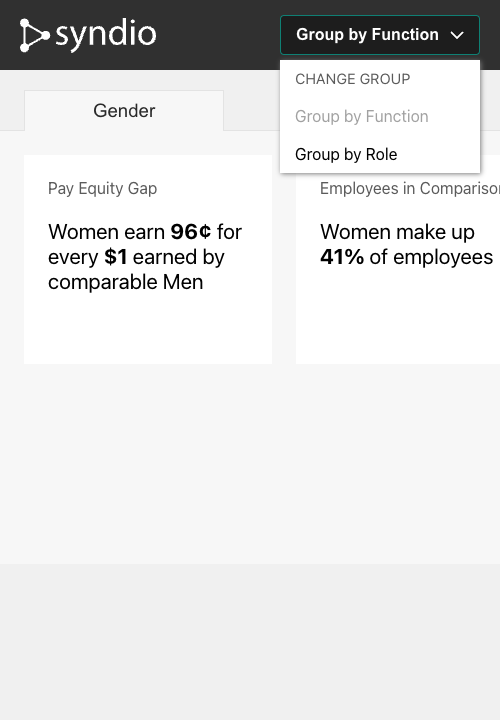 syndio
Group by Function
CHANGE GROUP
Group by Function
Group by Role
Gender
Pay Equity Gap
Women earn 96¢ for
every $1 earned by
comparable Men
Employees in Compariso
Women make up
41% of employees